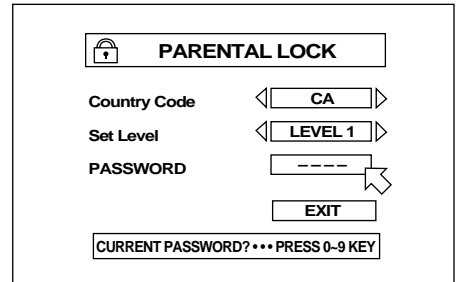 PARENTAL LOCK
Country Code CA
Set Level LEVEL 1
PASSWORD – – – –
EXIT
CURRENT PASSWORD? • • • PRESS 0~9 KEY